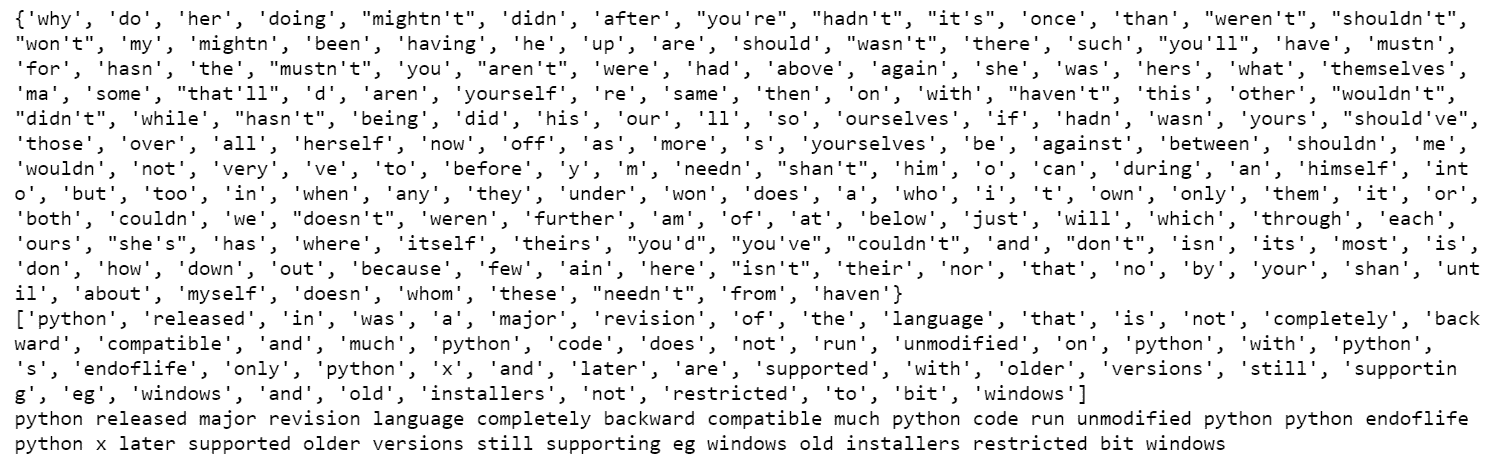 {'why', 'do', 'her', 'doing', "mightn't", 'didn', 'after', "you're", "hadn't", "it's", 'once', 'than', "weren't", "shouldn't",
"won't", 'my', 'mightn', 'been', 'having', 'he', 'up', 'are', 'should', "wasn't", 'there', 'such', "you'll", 'have', 'mustn',
'for', 'hasn', 'the', "mustn't", 'you', "aren't", 'were', 'had', 'above', 'again', 'she', 'was', 'hers', 'what', 'themselves',
'ma', 'some', "that'll", 'd', 'aren', 'yourself', 're', 'same', 'then', 'on', 'with', "haven't", 'this', 'other', "wouldn't",
"didn't", 'while', "hasn't", 'being', 'did', 'his', 'our', 'll', 'so', 'ourselves', 'if', 'hadn', 'wasn', 'yours', "should've",
'those', 'over', 'all', 'herself', 'now', 'off', 'as', 'more', 's', 'yourselves', 'be', 'against', 'between', 'shouldn', 'me',
'wouldn', 'not', 'very', 've', 'to', 'before', 'y', 'm', 'needn', "shan't", 'him', 'o', 'can', 'during', 'an', 'himself', 'int
o', 'but', 'too', 'in', 'when', 'any', 'they', 'under', 'won', 'does', 'a', 'who', 'i', 't', 'own', 'only', 'them', 'it', 'or',
'both', 'couldn', 'we', "doesn't", 'weren', 'further', 'am', 'of', 'at', 'below', 'just', 'will', 'which', 'through', 'each',
'ours', "she's", 'has', 'where', 'itself', 'theirs', "you'd", "you've", "couldn't", 'and', "don't", 'isn', 'its', 'most', 'is',
'don', 'how', 'down', 'out', 'because', 'few', 'ain', 'here', "isn't", 'their', 'nor', 'that', 'no', 'by', 'your', 'shan', 'unt
il', 'about', 'myself', 'doesn', 'whom', 'these', "needn't", 'from', 'haven'}
['python', 'released', 'in', 'was', 'a', 'major', 'revision', 'of', 'the', 'language', 'that', 'is', 'not', 'completely', 'back
ward', 'compatible', 'and', 'much', 'python', 'code', 'does', 'not', 'run', 'unmodified', 'on', 'python', 'with', 'python',
's', 'endoflife', 'only', 'python', 'x', 'and', 'later', 'are', 'supported', 'with', 'older', 'versions', 'still', 'supportin
g', 'eg', 'windows', 'and', 'old', 'installers', 'not', 'restricted', 'to', 'bit', 'windows']
python released major revision language completely backward compatible much python code run unmodified python python endoflife
python x later supported older versions still supporting eg windows old installers restricted bit windows